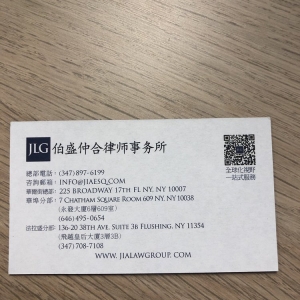 JLG 伯盛仲合律师事务所
總部電話：(347) 897-6199
咨詢郵箱：INFO@JIAESQ.COM
華爾街總部：225 BROADWAY 17TH FL NY, NY 10007
華埠分部：7 CHATHAM SQUARE ROOM 609 NY, NY 10038
(永發大廈6層609室)
(646) 495-0654
法拉盛分部：136-20 38TH AVE. SUITE 3B FLUSHING, NY 11354
(飛越皇后大廈3層3B)
(347) 708-7108
WWW.JIALAWGROUP.COM
全球化視野
一站式服務